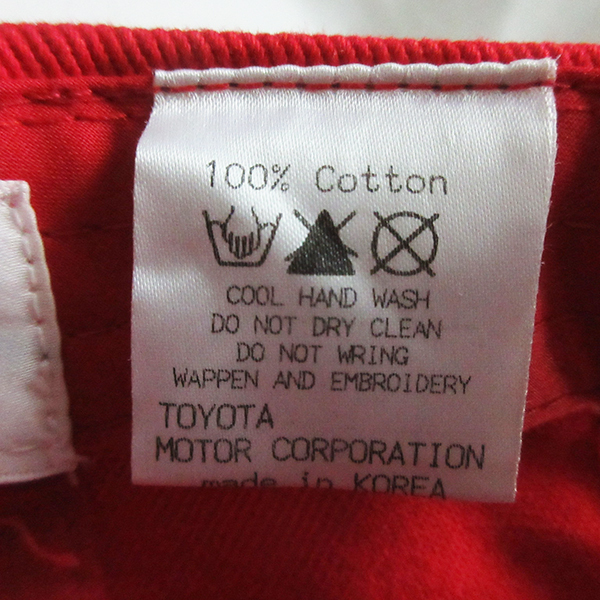 100% Cotton
COOL HAND WASH
DO NOT DRY CLEAN
DO NOT WRING
WAPPEN AND EMBROIDERY
TOYOTA
MOTOR CORPORATION
made in KOREA